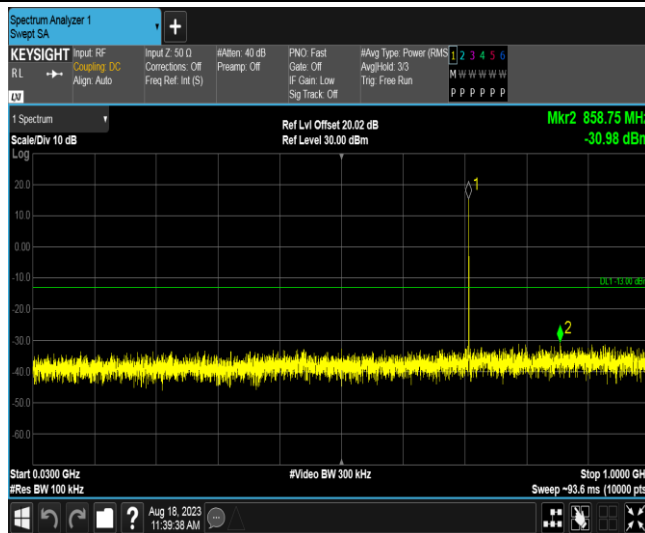 Spectrum Analyzer 1
Swept SA
+
KEYSIGHT Input: RF Input Z: 50 Ω #Atten: 40 dB PNO: Fast #Avg Type: Power (RMS 1 2 3 4 5 6
RL Coupling: DC Corrections: Off Preamp: Off Gate: Off Avg|Hold: 3/3 M W W W W W
Align: Auto Freq Ref: Int (S) IF Gain: Low Trig: Free Run
Sig Track: Off P P P P P P
1 Spectrum Mkr2 858.75 MHz
Ref Lvl Offset 20.02 dB
Scale/Div 10 dB Ref Level 30.00 dBm -30.98 dBm
Log
20.0
1
10.0
0.00
-10.0
DL1 -13.00 dBm
-20.0
2
-30.0
-40.0
-50.0
-60.0
Start 0.0300 GHz #Video BW 300 kHz Stop 1.0000 GH
#Res BW 100 kHz Sweep ~93.6 ms (10000 pts
? Aug 18, 2023
11:39:38 AM